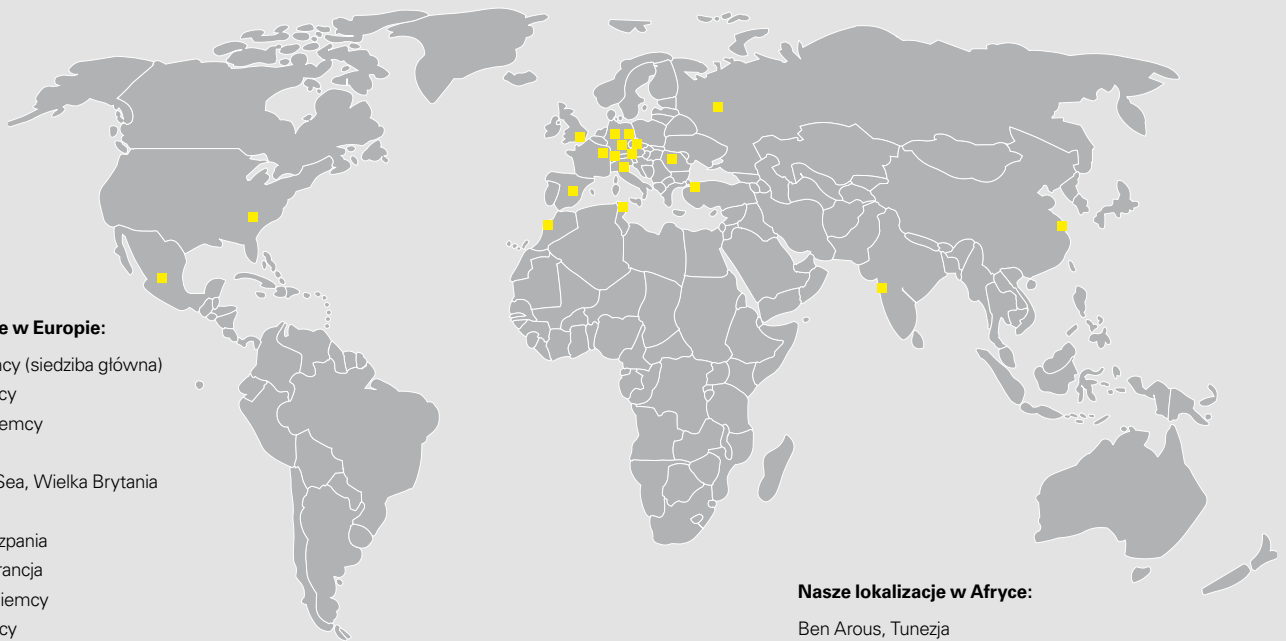 e w Europie:
cy (siedziba główna)
cy
emcy
Sea, Wielka Brytania
zpania
rancja
iemcy
cy
Nasze lokalizacje w Afryce:
Ben Arous, Tunezja